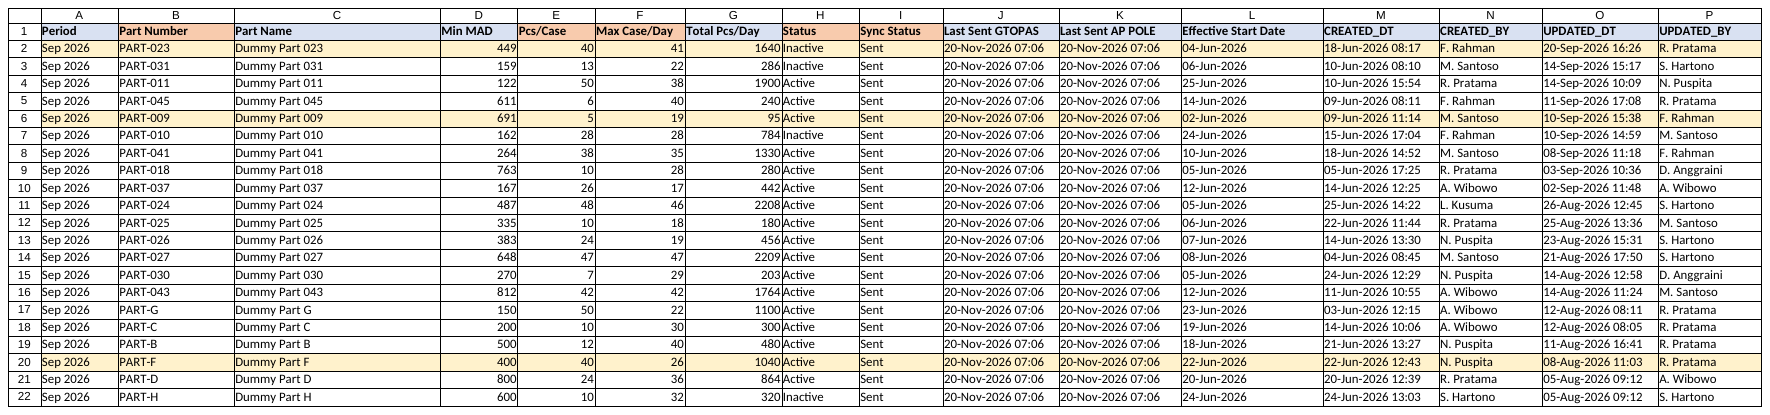 A B C D E F G H I J K L M N O P
1 Period Part Number Part Name Min MAD Pcs/Case Max Case/Day Total Pcs/Day Status Sync Status Last Sent GTOPAS Last Sent AP POLE Effective Start Date CREATED_DT CREATED_BY UPDATED_DT UPDATED_BY
2 Sep 2026 PART-023 Dummy Part 023 449 40 41 1640 Inactive Sent 20-Nov-2026 07:06 20-Nov-2026 07:06 04-Jun-2026 18-Jun-2026 08:17 F. Rahman 20-Sep-2026 16:26 R. Pratama
3 Sep 2026 PART-031 Dummy Part 031 159 13 22 286 Inactive Sent 20-Nov-2026 07:06 20-Nov-2026 07:06 06-Jun-2026 10-Jun-2026 08:10 M. Santoso 14-Sep-2026 15:17 S. Hartono
4 Sep 2026 PART-011 Dummy Part 011 122 50 38 1900 Active Sent 20-Nov-2026 07:06 20-Nov-2026 07:06 25-Jun-2026 10-Jun-2026 15:54 R. Pratama 14-Sep-2026 10:09 N. Puspita
5 Sep 2026 PART-045 Dummy Part 045 611 6 40 240 Active Sent 20-Nov-2026 07:06 20-Nov-2026 07:06 14-Jun-2026 09-Jun-2026 08:11 F. Rahman 11-Sep-2026 17:08 R. Pratama
6 Sep 2026 PART-009 Dummy Part 009 691 5 19 95 Active Sent 20-Nov-2026 07:06 20-Nov-2026 07:06 02-Jun-2026 09-Jun-2026 11:14 M. Santoso 10-Sep-2026 15:38 F. Rahman
7 Sep 2026 PART-010 Dummy Part 010 162 28 28 784 Inactive Sent 20-Nov-2026 07:06 20-Nov-2026 07:06 24-Jun-2026 15-Jun-2026 17:04 F. Rahman 10-Sep-2026 14:59 M. Santoso
8 Sep 2026 PART-041 Dummy Part 041 264 38 35 1330 Active Sent 20-Nov-2026 07:06 20-Nov-2026 07:06 10-Jun-2026 18-Jun-2026 14:52 M. Santoso 08-Sep-2026 11:18 F. Rahman
9 Sep 2026 PART-018 Dummy Part 018 763 10 28 280 Active Sent 20-Nov-2026 07:06 20-Nov-2026 07:06 05-Jun-2026 05-Jun-2026 17:25 R. Pratama 03-Sep-2026 10:36 D. Anggraini
10 Sep 2026 PART-037 Dummy Part 037 167 26 17 442 Active Sent 20-Nov-2026 07:06 20-Nov-2026 07:06 12-Jun-2026 14-Jun-2026 12:25 A. Wibowo 02-Sep-2026 11:48 A. Wibowo
11 Sep 2026 PART-024 Dummy Part 024 487 48 46 2208 Active Sent 20-Nov-2026 07:06 20-Nov-2026 07:06 05-Jun-2026 25-Jun-2026 14:22 L. Kusuma 26-Aug-2026 12:45 S. Hartono
12 Sep 2026 PART-025 Dummy Part 025 335 10 18 180 Active Sent 20-Nov-2026 07:06 20-Nov-2026 07:06 06-Jun-2026 22-Jun-2026 11:44 R. Pratama 25-Aug-2026 13:36 M. Santoso
13 Sep 2026 PART-026 Dummy Part 026 383 24 19 456 Active Sent 20-Nov-2026 07:06 20-Nov-2026 07:06 07-Jun-2026 14-Jun-2026 13:30 N. Puspita 23-Aug-2026 15:31 S. Hartono
14 Sep 2026 PART-027 Dummy Part 027 648 47 47 2209 Active Sent 20-Nov-2026 07:06 20-Nov-2026 07:06 08-Jun-2026 04-Jun-2026 08:45 M. Santoso 21-Aug-2026 17:50 S. Hartono
15 Sep 2026 PART-030 Dummy Part 030 270 7 29 203 Active Sent 20-Nov-2026 07:06 20-Nov-2026 07:06 05-Jun-2026 24-Jun-2026 12:29 N. Puspita 14-Aug-2026 12:58 D. Anggraini
16 Sep 2026 PART-043 Dummy Part 043 812 42 42 1764 Active Sent 20-Nov-2026 07:06 20-Nov-2026 07:06 12-Jun-2026 11-Jun-2026 10:55 A. Wibowo 14-Aug-2026 11:24 M. Santoso
17 Sep 2026 PART-G Dummy Part G 150 50 22 1100 Active Sent 20-Nov-2026 07:06 20-Nov-2026 07:06 23-Jun-2026 03-Jun-2026 12:15 A. Wibowo 12-Aug-2026 08:11 R. Pratama
18 Sep 2026 PART-C Dummy Part C 200 10 30 300 Active Sent 20-Nov-2026 07:06 20-Nov-2026 07:06 19-Jun-2026 14-Jun-2026 10:06 A. Wibowo 12-Aug-2026 08:05 R. Pratama
19 Sep 2026 PART-B Dummy Part B 500 12 40 480 Active Sent 20-Nov-2026 07:06 20-Nov-2026 07:06 18-Jun-2026 21-Jun-2026 13:27 N. Puspita 11-Aug-2026 16:41 R. Pratama
20 Sep 2026 PART-F Dummy Part F 400 40 26 1040 Active Sent 20-Nov-2026 07:06 20-Nov-2026 07:06 22-Jun-2026 22-Jun-2026 12:43 N. Puspita 08-Aug-2026 11:03 R. Pratama
21 Sep 2026 PART-D Dummy Part D 800 24 36 864 Active Sent 20-Nov-2026 07:06 20-Nov-2026 07:06 20-Jun-2026 20-Jun-2026 12:39 R. Pratama 05-Aug-2026 09:12 A. Wibowo
22 Sep 2026 PART-H Dummy Part H 600 10 32 320 Inactive Sent 20-Nov-2026 07:06 20-Nov-2026 07:06 24-Jun-2026 24-Jun-2026 13:03 S. Hartono 05-Aug-2026 09:12 S. Hartono